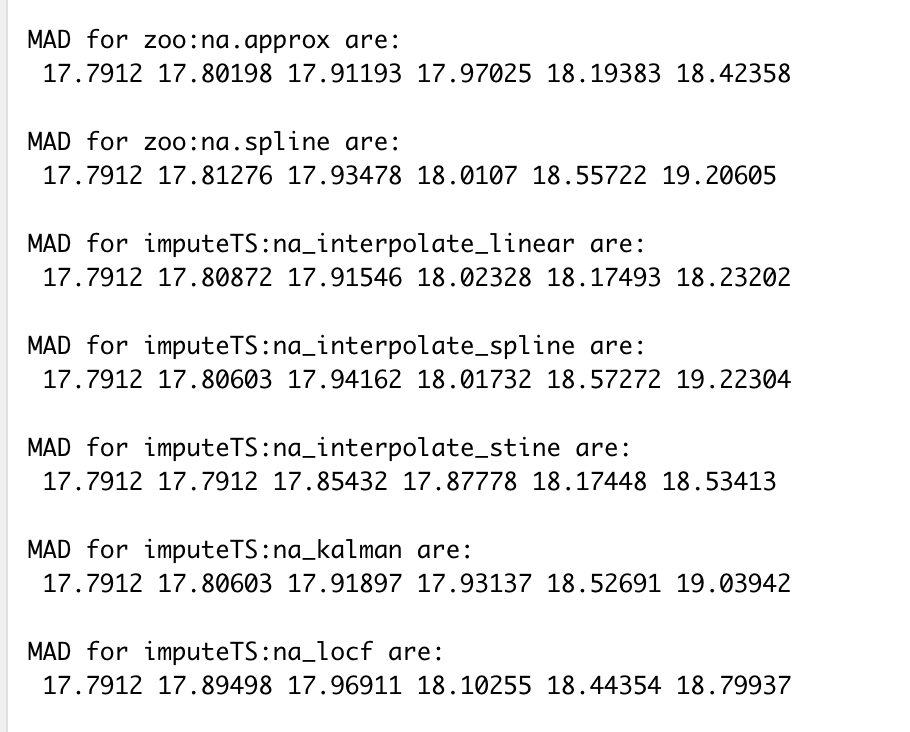 MAD for zoo:na.approx are:
17.7912 17.80198 17.91193 17.97025 18.19383 18.42358
MAD for zoo:na.spline are:
17.7912 17.81276 17.93478 18.0107 18.55722 19.20605
MAD for imputeTS:na_interpolate_linear are:
17.7912 17.80872 17.91546 18.02328 18.17493 18.23202
MAD for imputeTS:na_interpolate_spline are:
17.7912 17.80603 17.94162 18.01732 18.57272 19.22304
MAD for imputeTS:na_interpolate_stine are:
17.7912 17.7912 17.85432 17.87778 18.17448 18.53413
MAD for imputeTS:na_kalman are:
17.7912 17.80603 17.91897 17.93137 18.52691 19.03942
MAD for imputeTS:na_locf are:
17.7912 17.89498 17.96911 18.10255 18.44354 18.79937